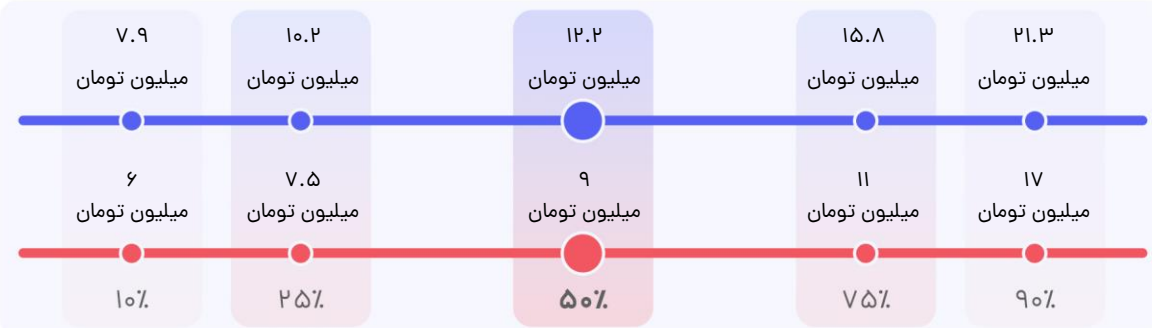 ۷.۹ ۱۰.۲ ۱۲.۲ ۱۵.۸ ۲۱.۳
میلیون تومان میلیون تومان میلیون تومان میلیون تومان میلیون تومان
۶ ۷.۵ ۹ ۱۱ ۱۷
میلیون تومان میلیون تومان میلیون تومان میلیون تومان میلیون تومان
۱۰٪ ۲۵٪ ۵۰٪ ۷۵٪ ۹۰٪